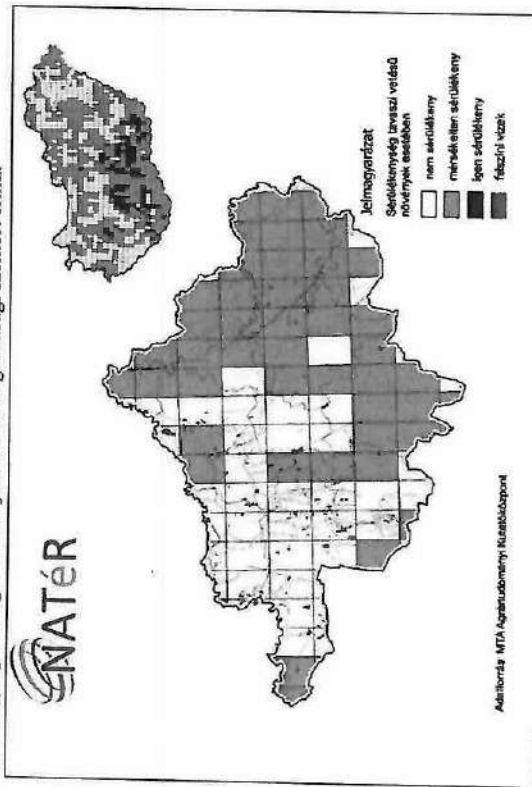 NATéR
Jelmagyarázat
Sérülékenység tavaszi vetésű
növények esetében
nem sérülékeny
mérsékelten sérülékeny
igen sérülékeny
felszíni vizek
Adatforrás: MTA Agrártudományi Kutatóközpont